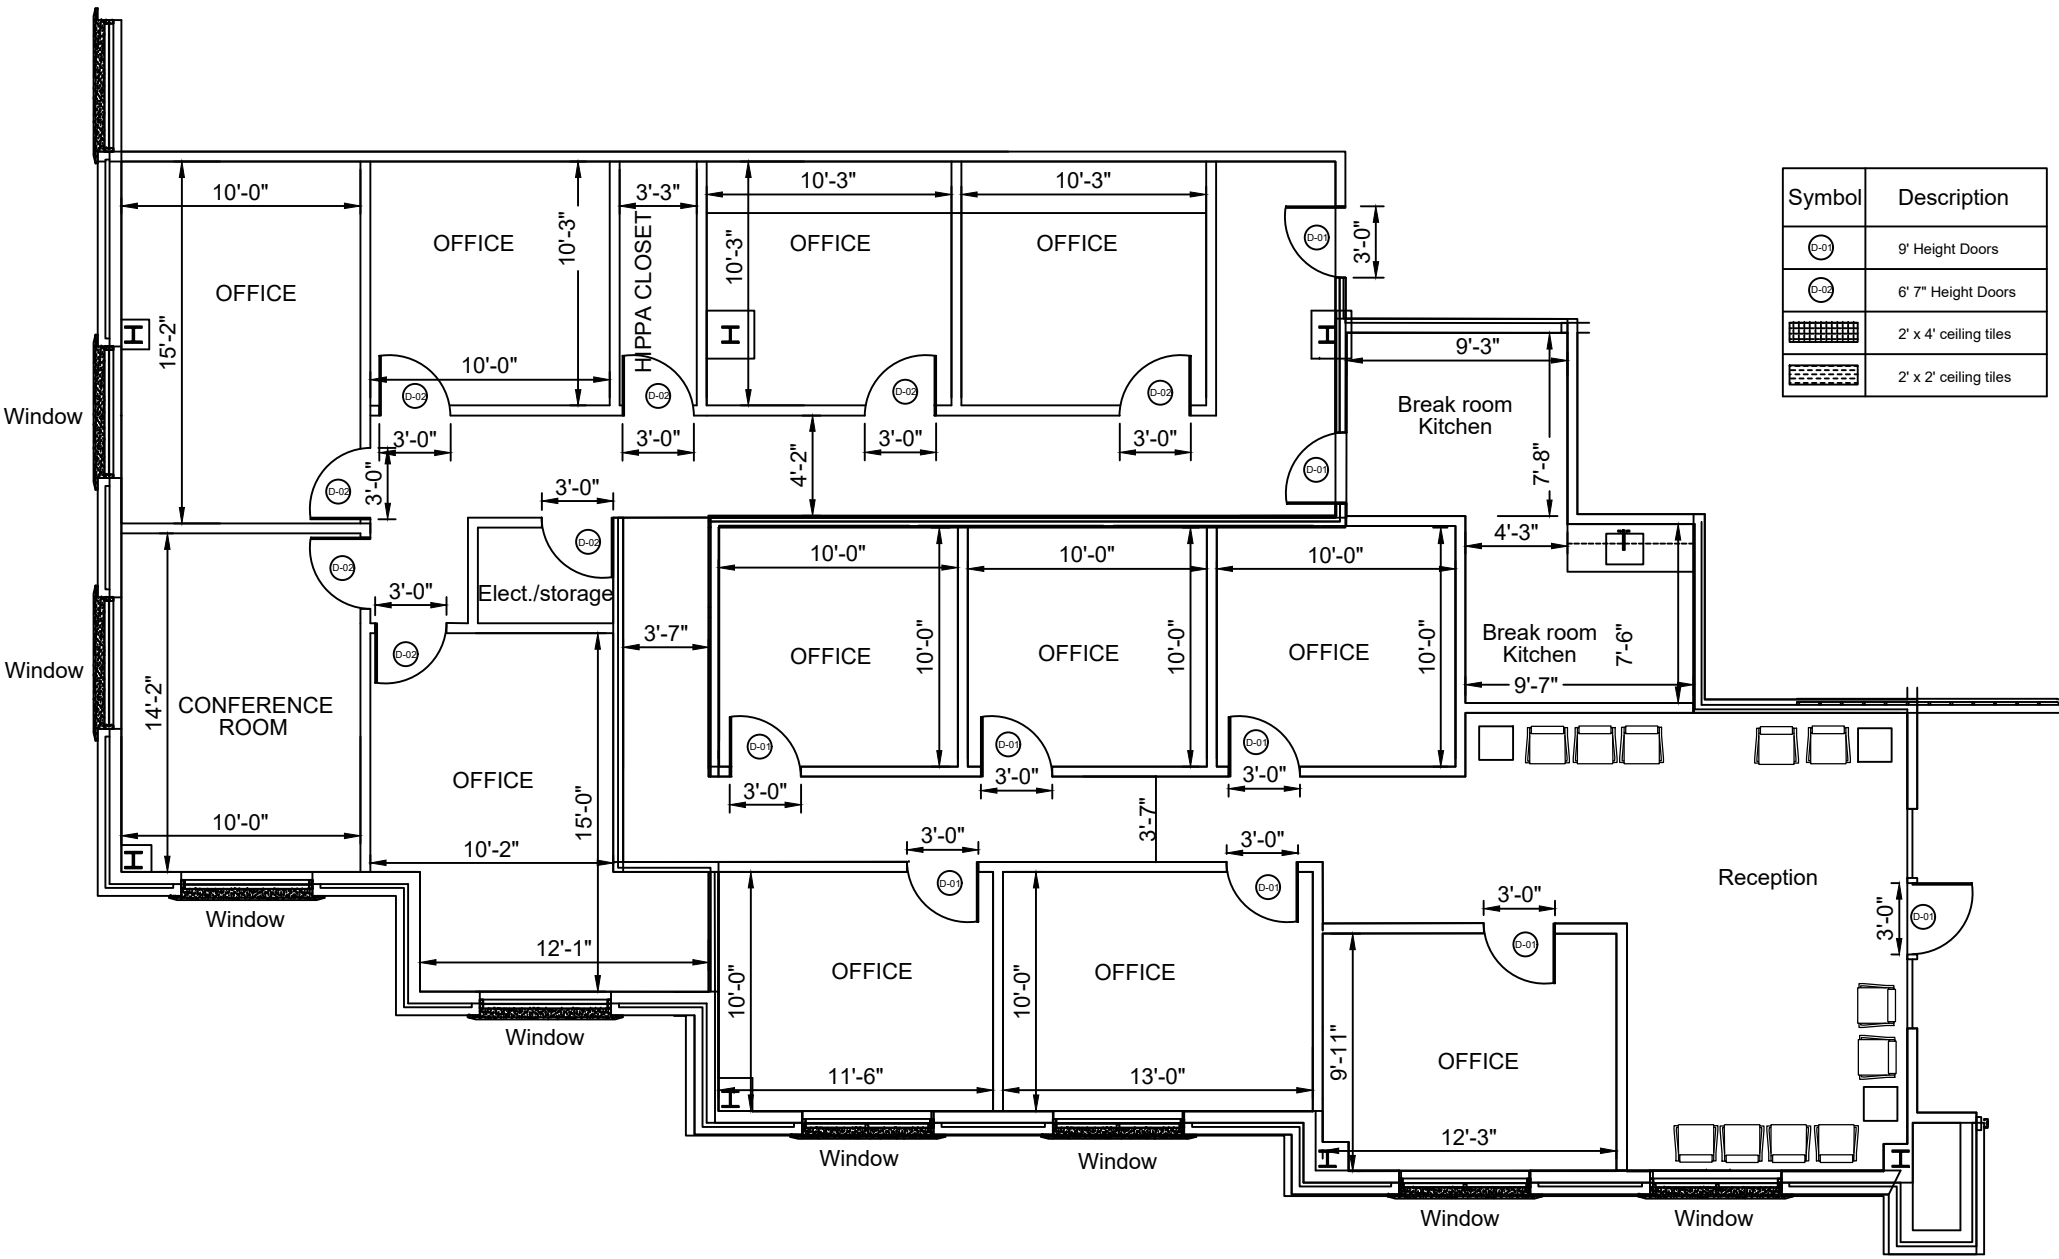 10'-0"
10'-3"
3'-3"
10'-3"
10'-3"
Symbol
Description
D-01
9' Height Doors
D-02
6' 7" Height Doors
2' x 4' ceiling tiles
2' x 2' ceiling tiles
OFFICE
OFFICE
HIPPA CLOSET
10'-3"
OFFICE
OFFICE
D-01
3'-0"
15'-2"
10'-0"
D-02
D-02
D-02
D-02
9'-3"
Window
Break room
Kitchen
3'-0"
3'-0"
3'-0"
3'-0"
4'-2"
7'-8"
D-01
D-02
3'-0"
3'-0"
D-02
4'-3"
D-02
10'-0"
10'-0"
10'-0"
3'-0"
Elect./storage
3'-7"
D-02
Window
OFFICE
10'-0"
OFFICE
10'-0"
OFFICE
10'-0"
Break room
Kitchen
7'-6"
9'-7"
14'-2"
CONFERENCE
ROOM
OFFICE
D-01
D-01
D-01
3'-0"
3'-0"
3'-0"
10'-0"
15'-0"
10'-2"
3'-0"
3'-7"
3'-0"
D-01
D-01
Reception
Window
3'-0"
D-01
3'-0"
D-01
12'-1"
10'-0"
OFFICE
10'-0"
OFFICE
Window
9'-11"
OFFICE
11'-6"
13'-0"
12'-3"
Window
Window
Window
Window